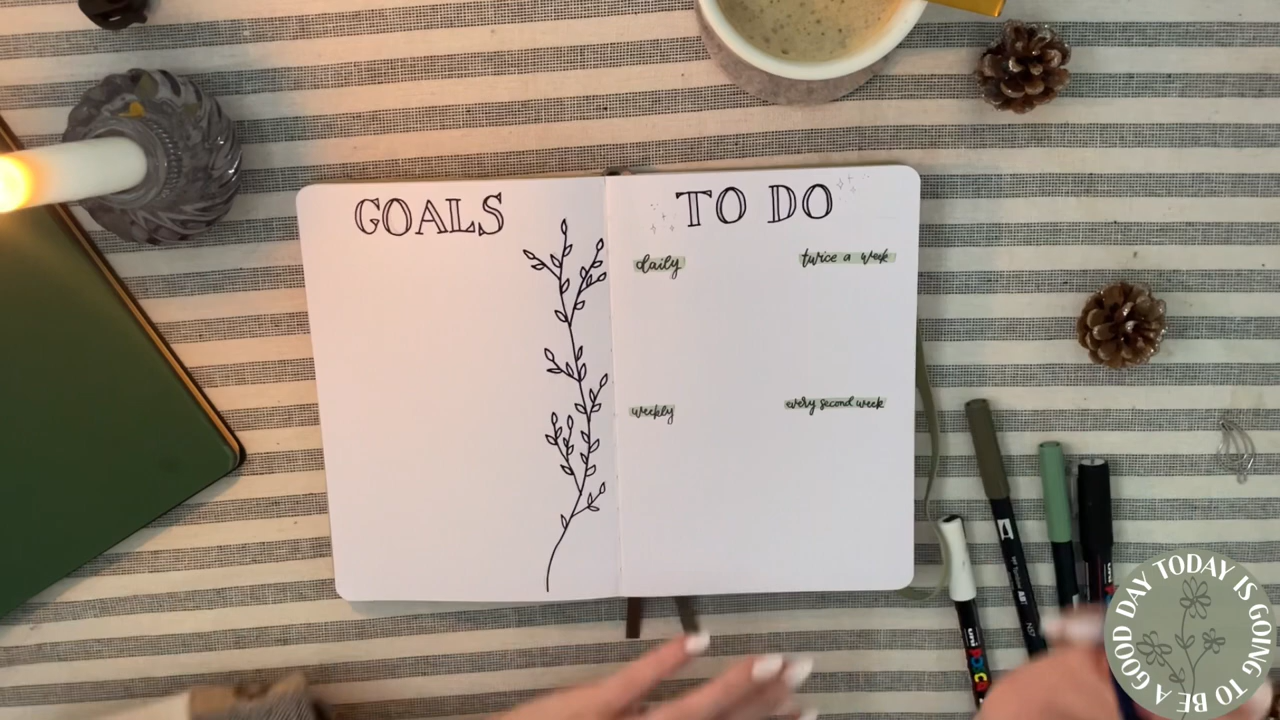 GOALS
TO DO
daily
twice a week
weekly
every second week
TODAY IS GOING TO BE A GOOD DAY